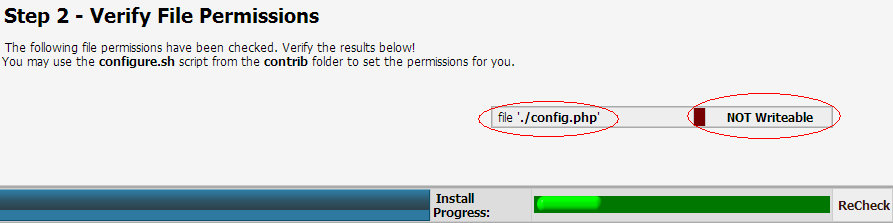 Step 2 - Verify File Permissions
The following file permissions have been checked. Verify the results below!
You may use the configure.sh script from the contrib folder to set the permissions for you.
file './config.php' NOT Writeable
Install Progress: ReCheck